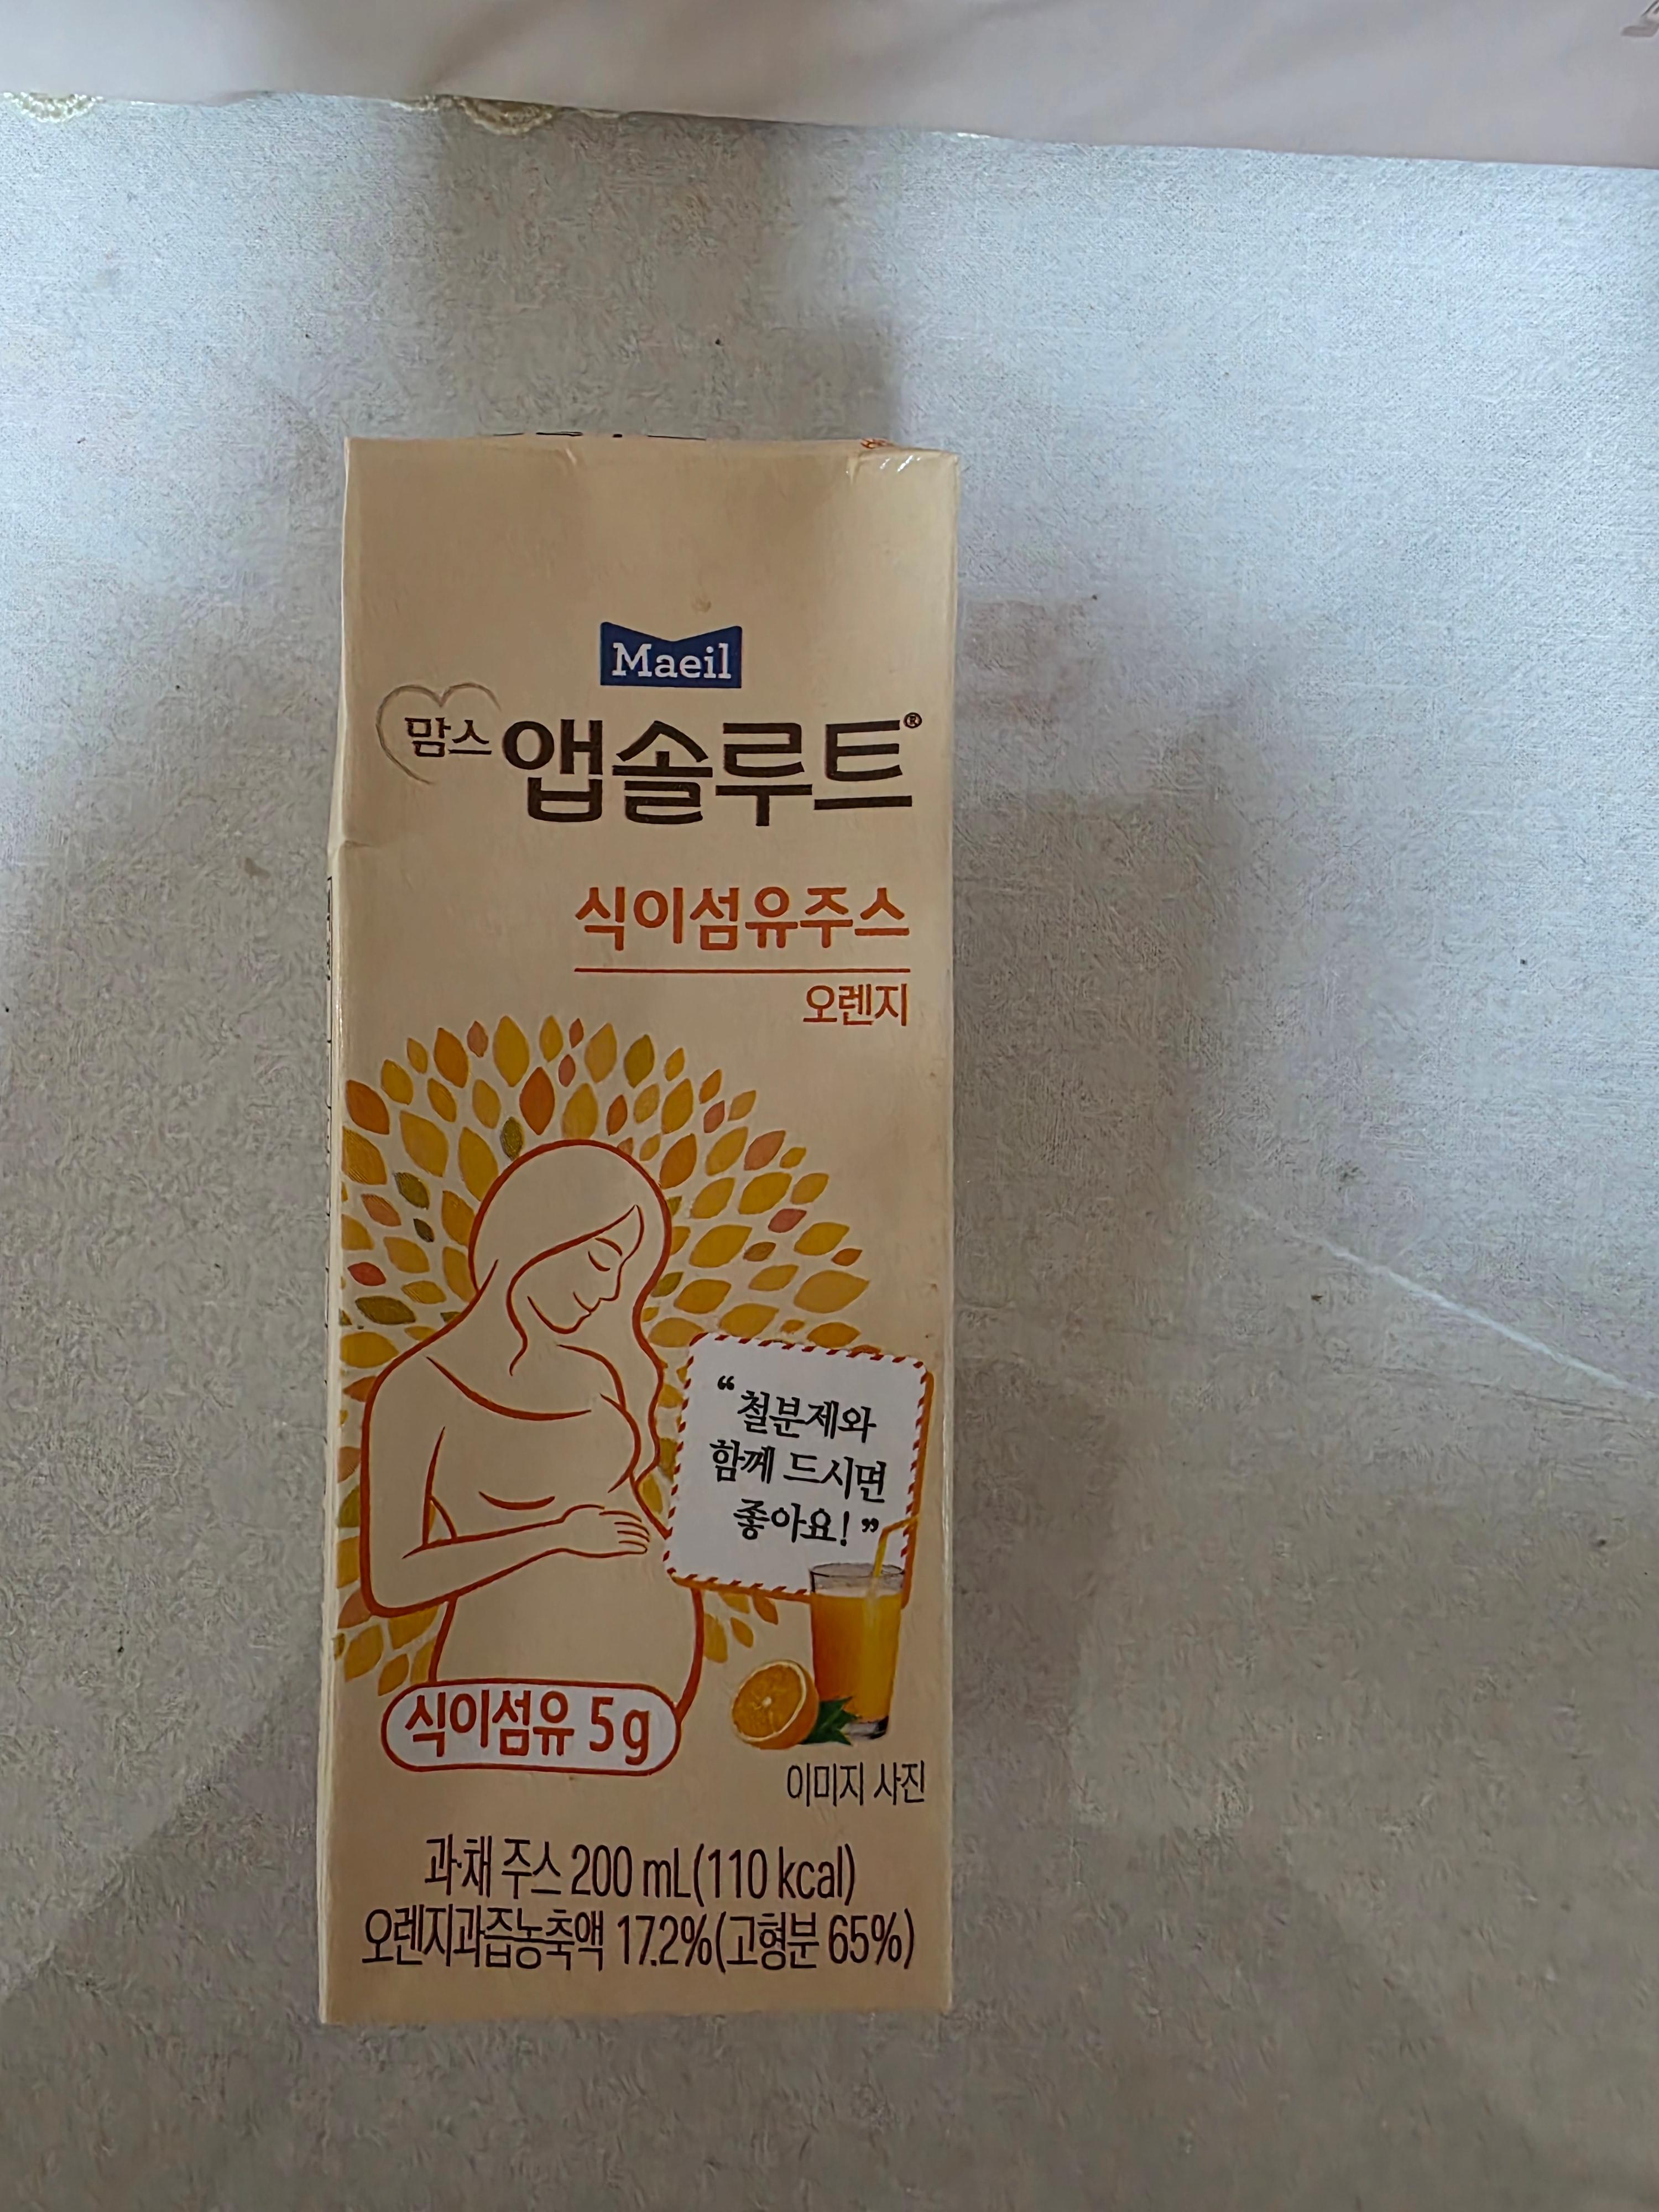 Maeil
맘스 앱솔루트®
식이섬유주스
오렌지
“철분제와
함께 드시면
좋아요!”
식이섬유 5g
이미지 사진
과·채 주스 200 mL(110 kcal)
오렌지과즙농축액 17.2%(고형분 65%)